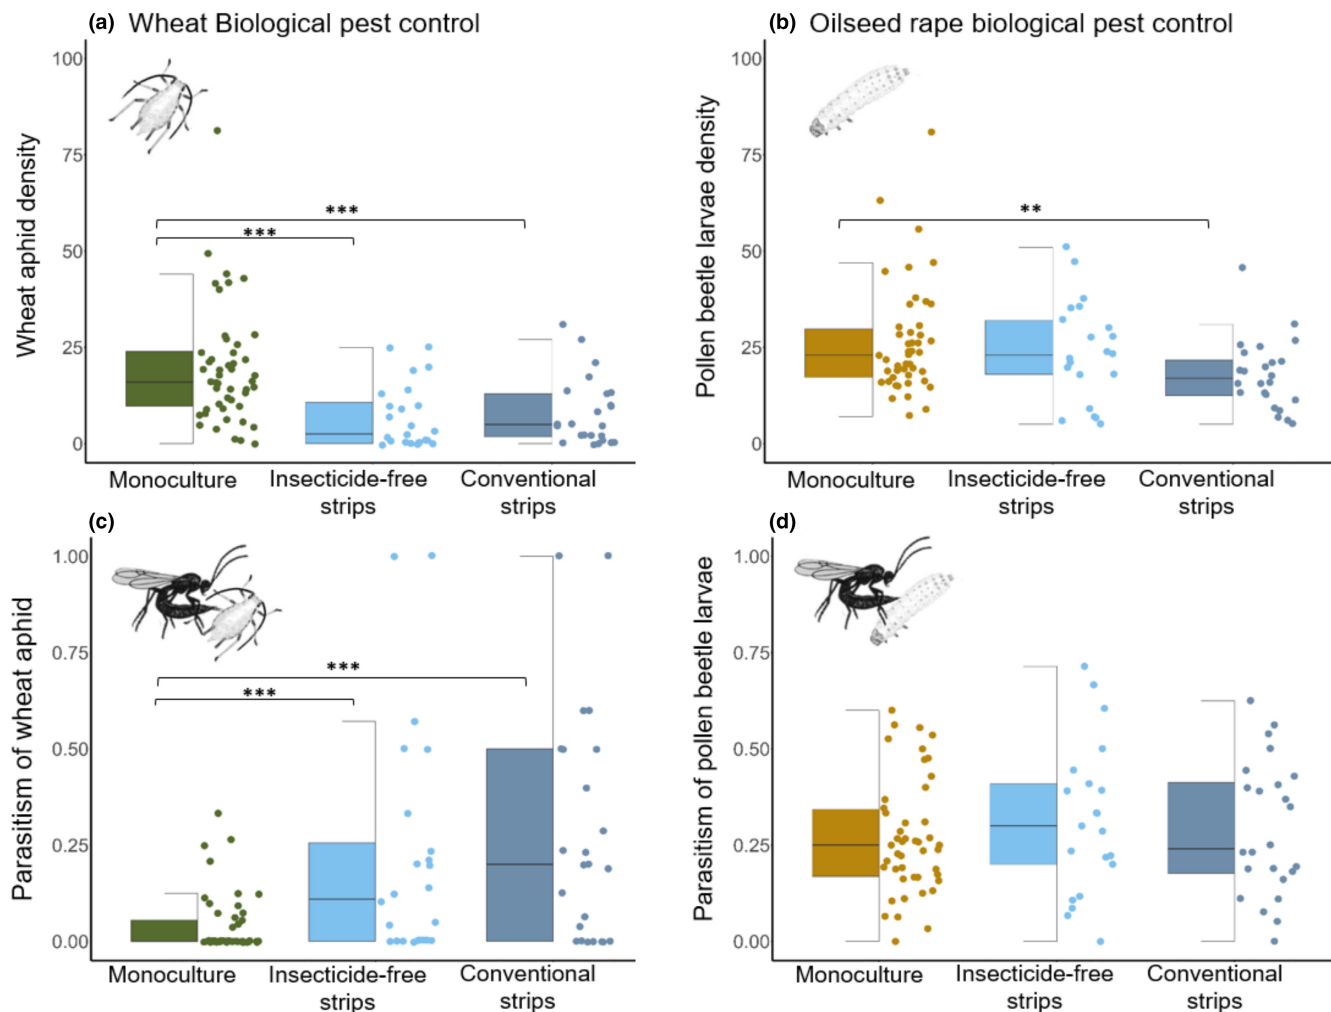 (a) Wheat Biological pest control
Wheat aphid density
100
75
50
25
0
***
***
Monoculture
Insecticide-free
strips
Conventional
strips
(b) Oilseed rape biological pest control
Pollen beetle larvae density
100
75
50
25
0
**
Monoculture
Insecticide-free
strips
Conventional
strips
(c)
Parasitism of wheat aphid
1.00
0.75
0.50
0.25
0.00
***
***
Monoculture
Insecticide-free
strips
Conventional
strips
(d)
Parasitism of pollen beetle larvae
1.00
0.75
0.50
0.25
0.00
Monoculture
Insecticide-free
strips
Conventional
strips